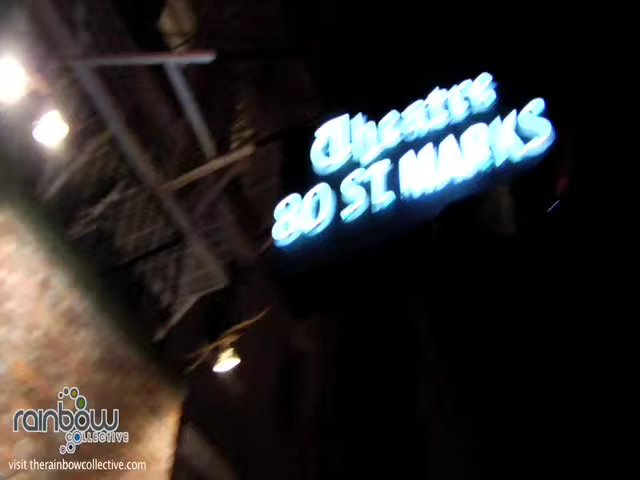 Theatre
80 ST. MARKS
rainbow
COLLECTIVE
visit therainbowcollective.com